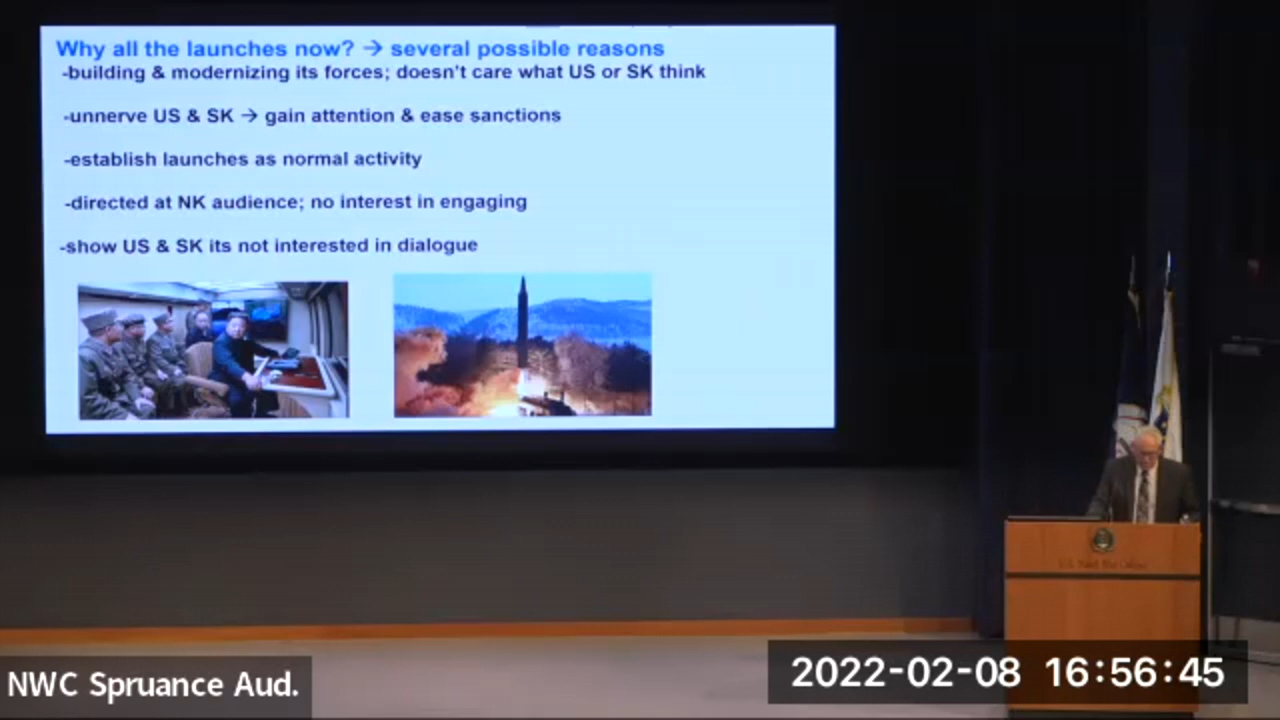 Why all the launches now? → several possible reasons
-building & modernizing its forces; doesn't care what US or SK think
-unnerve US & SK → gain attention & ease sanctions
-establish launches as normal activity
-directed at NK audience; no interest in engaging
-show US & SK its not interested in dialogue
NWC Spruance Aud.
2022-02-08 16:56:45